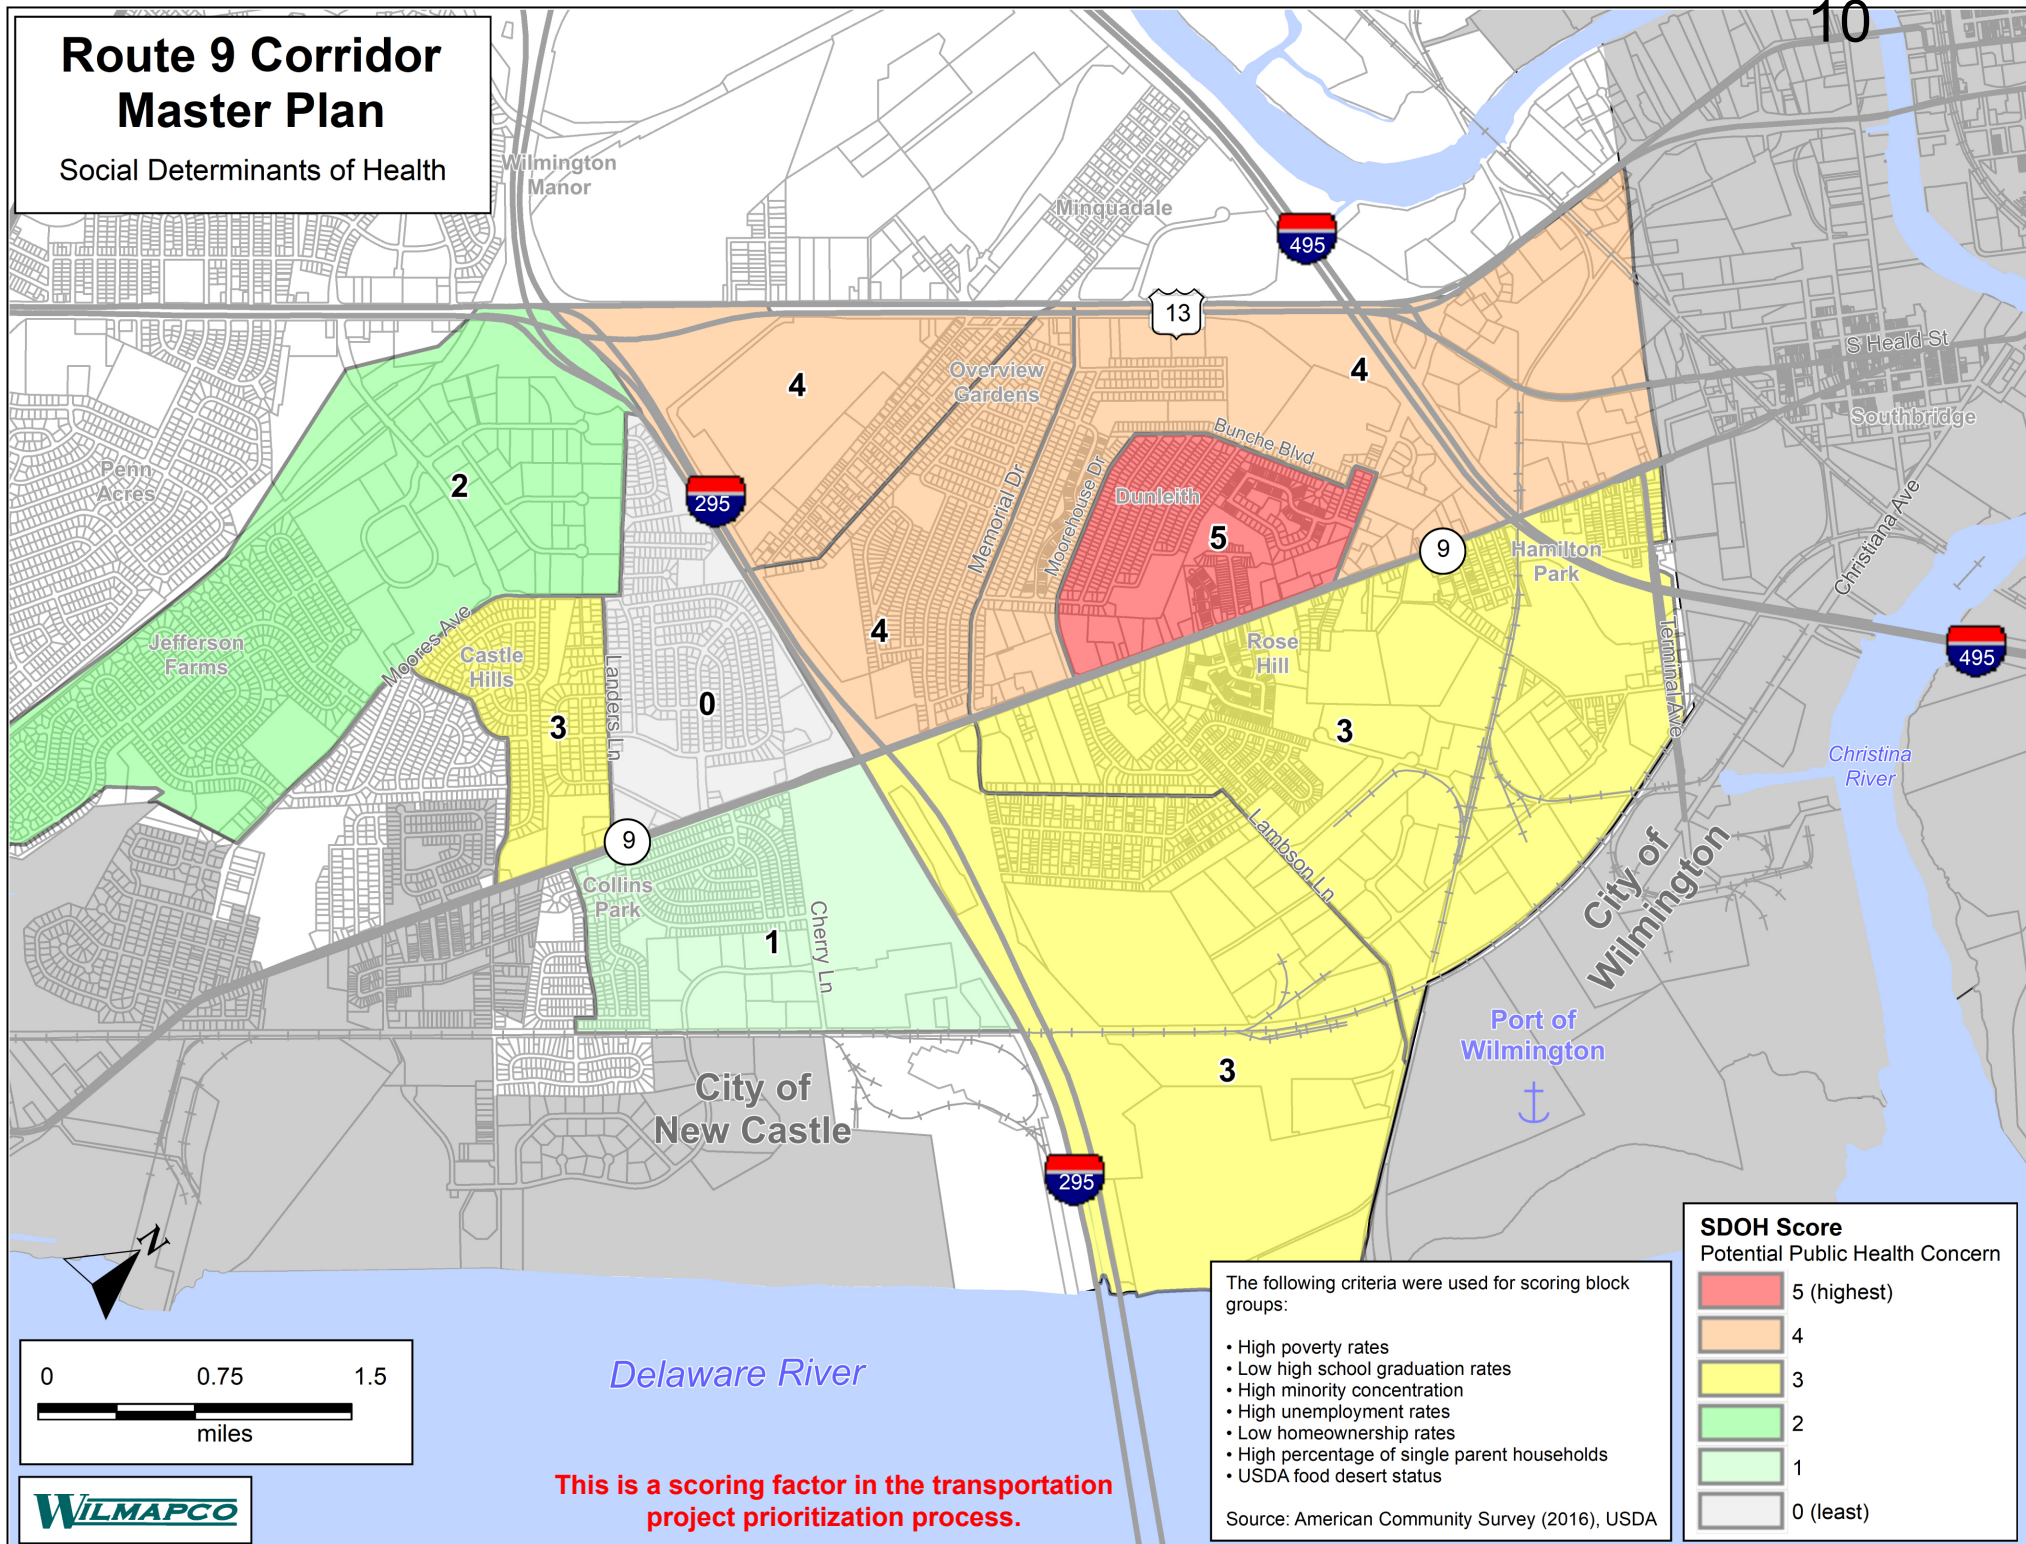 10
Route 9 Corridor
Master Plan
Social Determinants of Health
Wilmington
Manor
Minquadale
495
13
S Heald St
Southbridge
Overview
Gardens
4
4
Bunche Blvd
Penn
Acres
2
295
Memorial Dr
Moorehouse Dr
Dunleith
5
9
Hamilton
Park
Christiana Ave
Jefferson
Farms
Moores Ave
Castle
Hills
Landers Ln
4
Rose
Hill
Terminal Ave
495
3
0
3
Christina
River
9
Lambson Ln
City of
Wilmington
Collins
Park
1
Cherry Ln
Port of
Wilmington
City of
New Castle
3
295
N
SDOH Score
Potential Public Health Concern
5 (highest)
4
3
2
1
0 (least)
The following criteria were used for scoring block
groups:
• High poverty rates
• Low high school graduation rates
• High minority concentration
• High unemployment rates
• Low homeownership rates
• High percentage of single parent households
• USDA food desert status
Source: American Community Survey (2016), USDA
0 0.75 1.5
miles
Delaware River
This is a scoring factor in the transportation
project prioritization process.
WILMAPCO